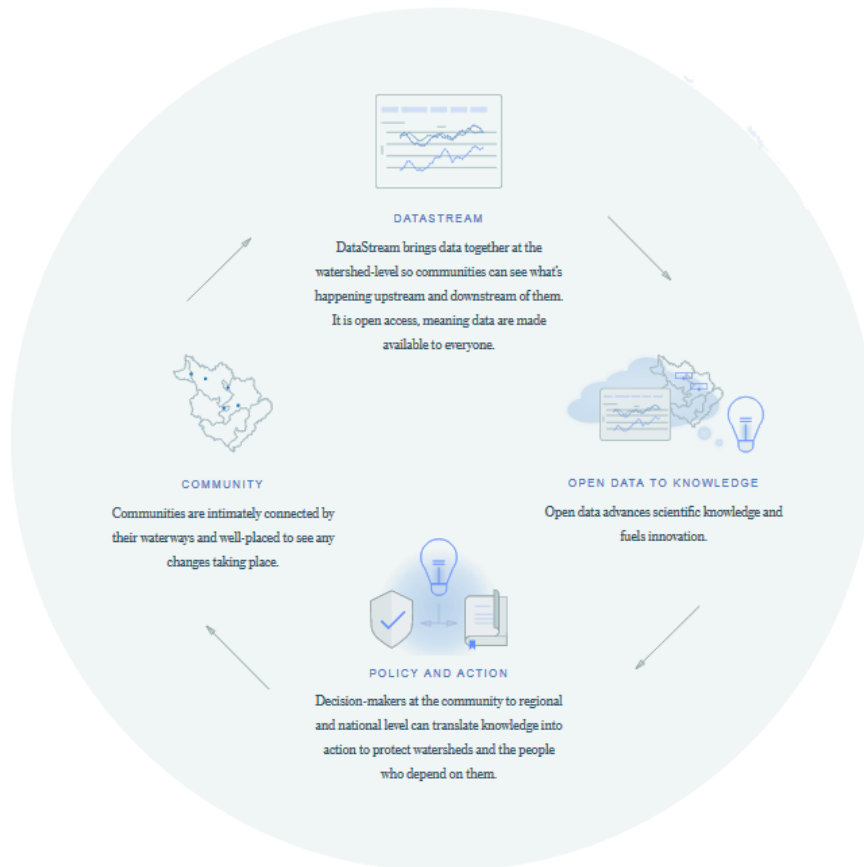 DATASTREAM
DataStream brings data together at the
watershed-level so communities can see what's
happening upstream and downstream of them.
It is open access, meaning data are made
available to everyone.
OPEN DATA TO KNOWLEDGE
Open data advances scientific knowledge and
fuels innovation.
POLICY AND ACTION
Decision-makers at the community to regional
and national level can translate knowledge into
action to protect watersheds and the people
who depend on them.
COMMUNITY
Communities are intimately connected by
their waterways and well-placed to see any
changes taking place.